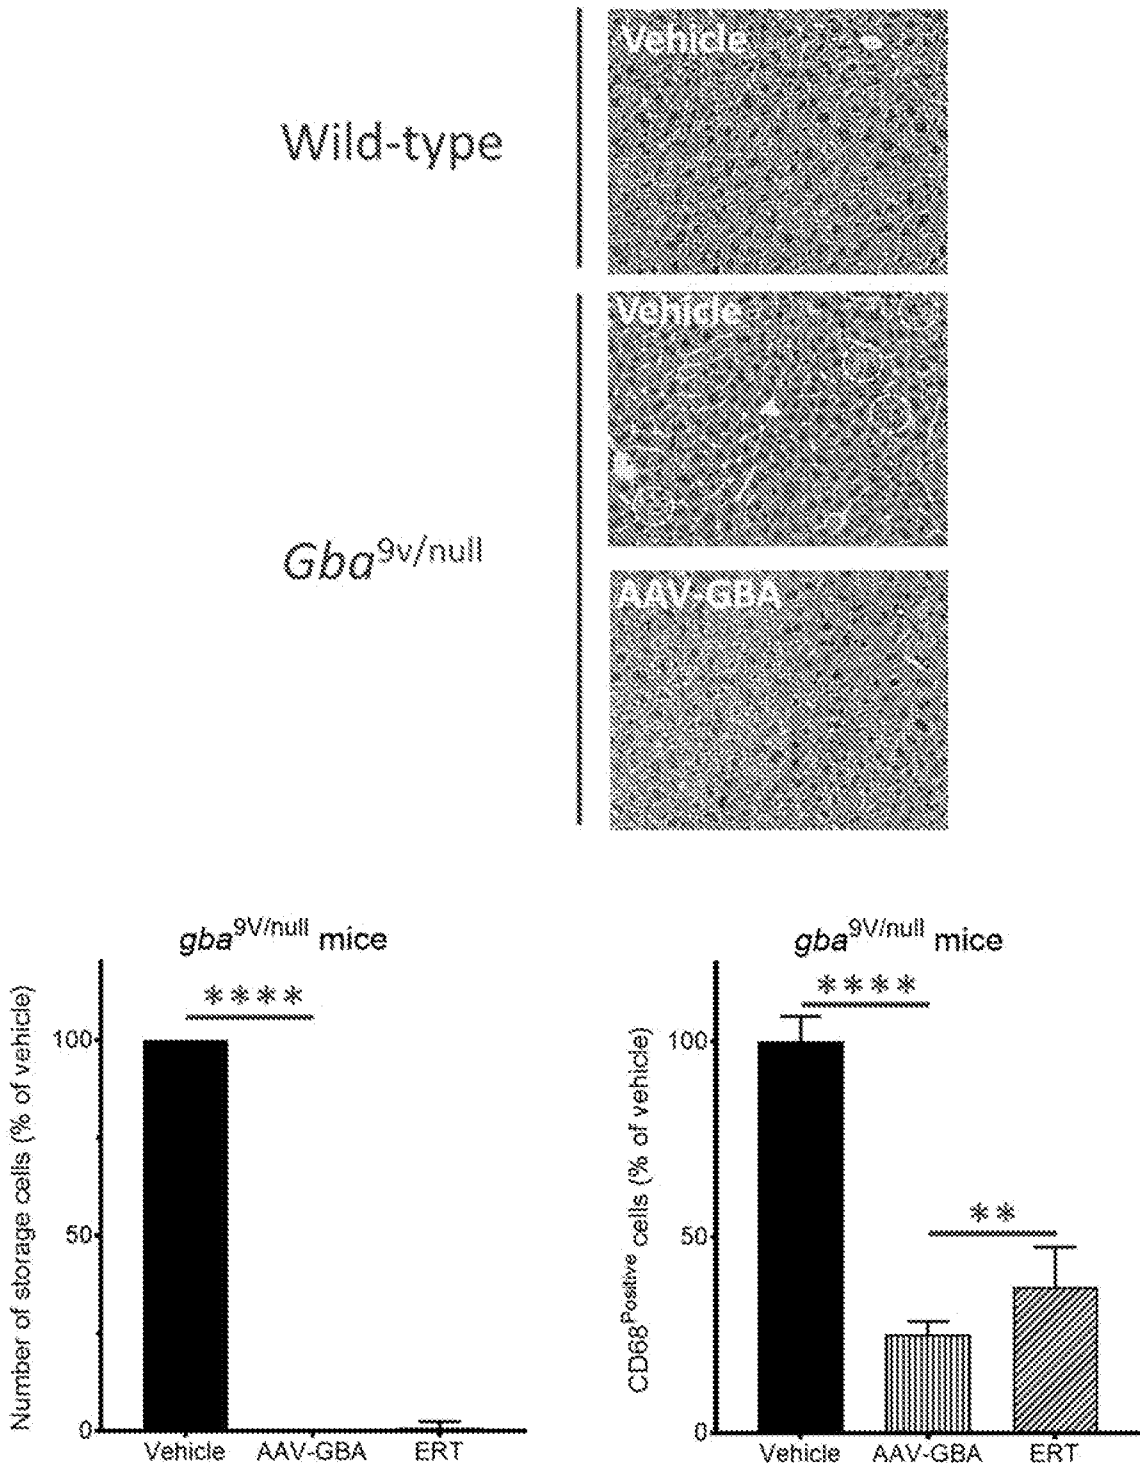 Wild-type
Vehicle
Gba9v/null
Vehicle
AAV-GBA
gba9V/null mice
****
Number of storage cells (% of vehicle)
100
50
0
Vehicle AAV-GBA ERT
gba9V/null mice
****
**
CD68Positive cells (% of vehicle)
100
50
0
Vehicle AAV-GBA ERT